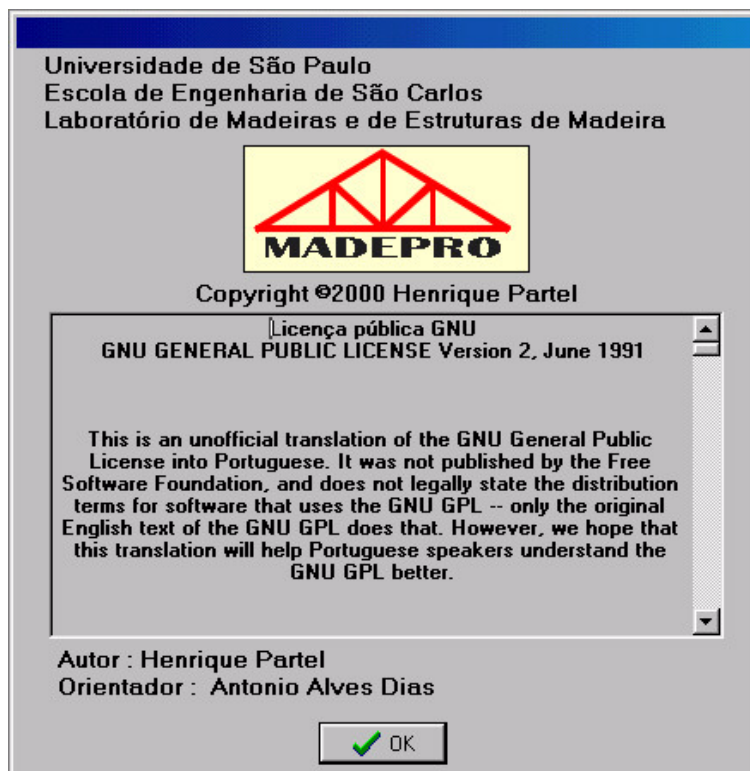 Universidade de São Paulo
Escola de Engenharia de São Carlos
Laboratório de Madeiras e de Estruturas de Madeira
MADEPRO
Copyright ©2000 Henrique Partel
Licença pública GNU
GNU GENERAL PUBLIC LICENSE Version 2, June 1991
This is an unofficial translation of the GNU General Public
License into Portuguese. It was not published by the Free
Software Foundation, and does not legally state the distribution
terms for software that uses the GNU GPL -- only the original
English text of the GNU GPL does that. However, we hope that
this translation will help Portuguese speakers understand the
GNU GPL better.
Autor : Henrique Partel
Orientador : Antonio Alves Dias
OK